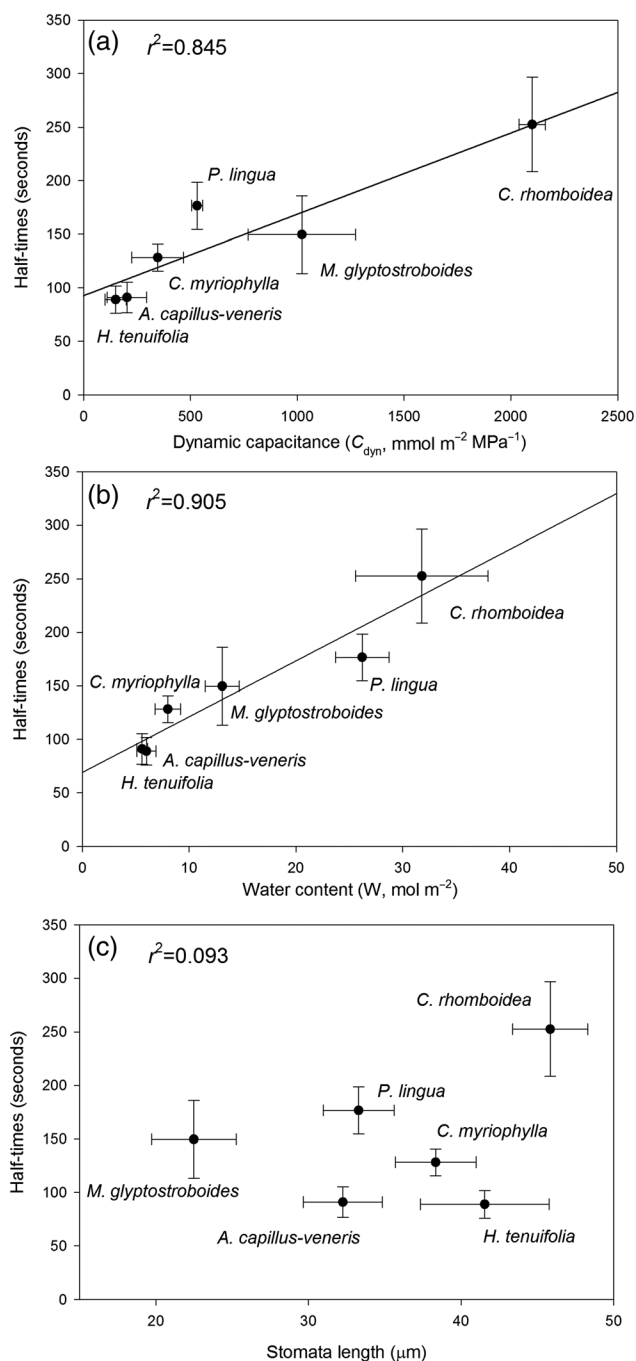 (a) r²=0.845
350
300
250
200
150
100
50
0
Half-times (seconds)
P. lingua
C. rhomboidea
M. glyptostroboides
C. myriophylla
A. capillus-veneris
H. tenuifolia
0 500 1000 1500 2000 2500
Dynamic capacitance (C_dyn, mmol m⁻² MPa⁻¹)
(b) r²=0.905
350
300
250
200
150
100
50
0
Half-times (seconds)
C. rhomboidea
P. lingua
C. myriophylla
M. glyptostroboides
A. capillus-veneris
H. tenuifolia
0 10 20 30 40 50
Water content (W, mol m⁻²)
(c) r²=0.093
350
300
250
200
150
100
50
0
Half-times (seconds)
C. rhomboidea
P. lingua
C. myriophylla
M. glyptostroboides
A. capillus-veneris
H. tenuifolia
20 30 40 50
Stomata length (μm)